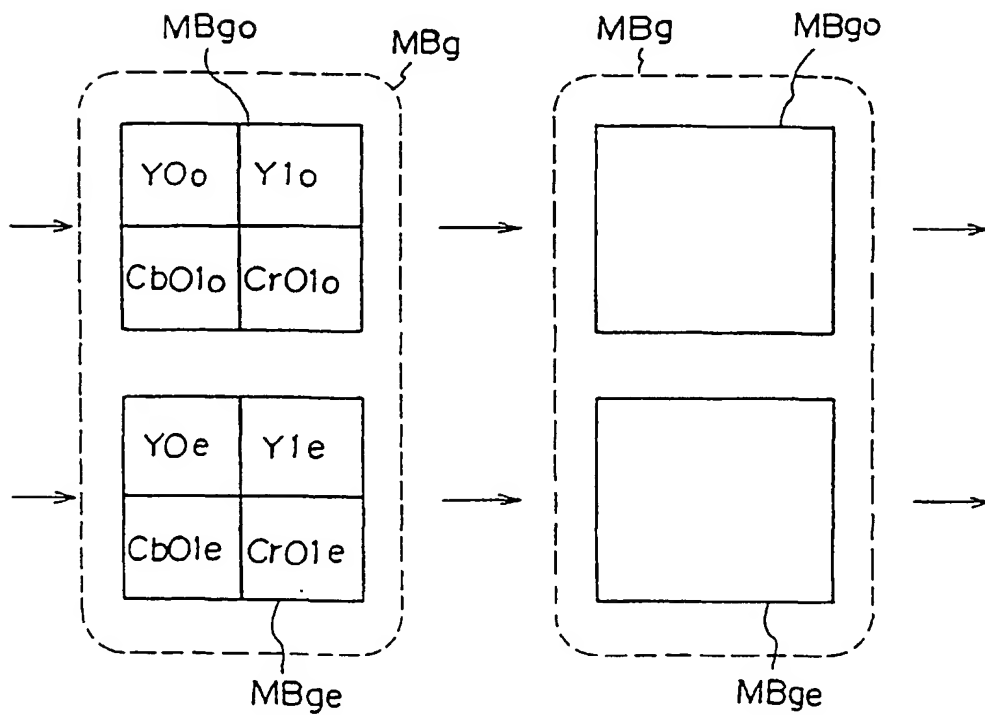 MBgo
MBg
MBg
MBgo
Y0o Y1o
Cb01o Cr01o
Y0e Y1e
Cb01e Cr01e
MBge
MBge